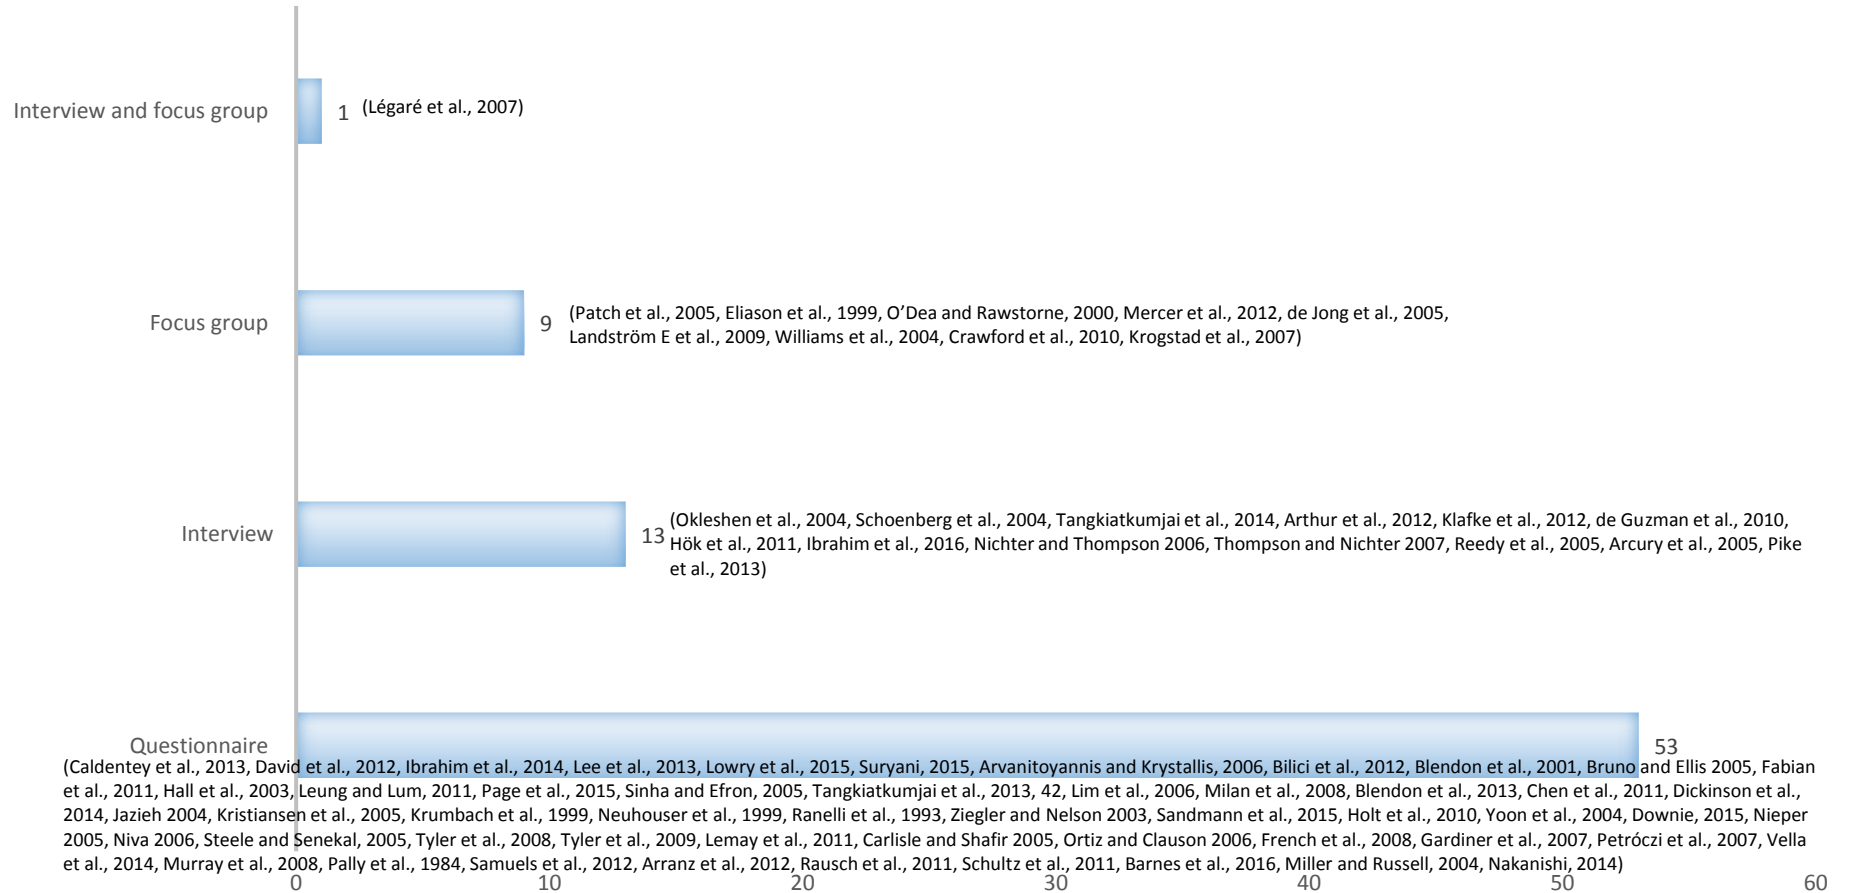 Interview and focus group
1 (Légaré et al., 2007)
Focus group
9 (Patch et al., 2005, Eliason et al., 1999, O’Dea and Rawstorne, 2000, Mercer et al., 2012, de Jong et al., 2005,
Landström E et al., 2009, Williams et al., 2004, Crawford et al., 2010, Krogstad et al., 2007)
Interview
13 (Okleshen et al., 2004, Schoenberg et al., 2004, Tangkiatkumjai et al., 2014, Arthur et al., 2012, Klafke et al., 2012, de Guzman et al., 2010,
Hök et al., 2011, Ibrahim et al., 2016, Nichter and Thompson 2006, Thompson and Nichter 2007, Reedy et al., 2005, Arcury et al., 2005, Pike
et al., 2013)
Questionnaire
53
(Caldentey et al., 2013, David et al., 2012, Ibrahim et al., 2014, Lee et al., 2013, Lowry et al., 2015, Suryani, 2015, Arvanitoyannis and Krystallis, 2006, Bilici et al., 2012, Blendon et al., 2001, Bruno and Ellis 2005, Fabian
et al., 2011, Hall et al., 2003, Leung and Lum, 2011, Page et al., 2015, Sinha and Efron, 2005, Tangkiatkumjai et al., 2013, 42, Lim et al., 2006, Milan et al., 2008, Blendon et al., 2013, Chen et al., 2011, Dickinson et al.,
2014, Jazieh 2004, Kristiansen et al., 2005, Krumbach et al., 1999, Neuhouser et al., 1999, Ranelli et al., 1993, Ziegler and Nelson 2003, Sandmann et al., 2015, Holt et al., 2010, Yoon et al., 2004, Downie, 2015, Nieper
2005, Niva 2006, Steele and Senekal, 2005, Tyler et al., 2008, Tyler et al., 2009, Lemay et al., 2011, Carlisle and Shafir 2005, Ortiz and Clauson 2006, French et al., 2008, Gardiner et al., 2007, Petróczi et al., 2007, Vella
et al., 2014, Murray et al., 2008, Pally et al., 1984, Samuels et al., 2012, Arranz et al., 2012, Rausch et al., 2011, Schultz et al., 2011, Barnes et al., 2016, Miller and Russell, 2004, Nakanishi, 2014)
0 10 20 30 40 50 60